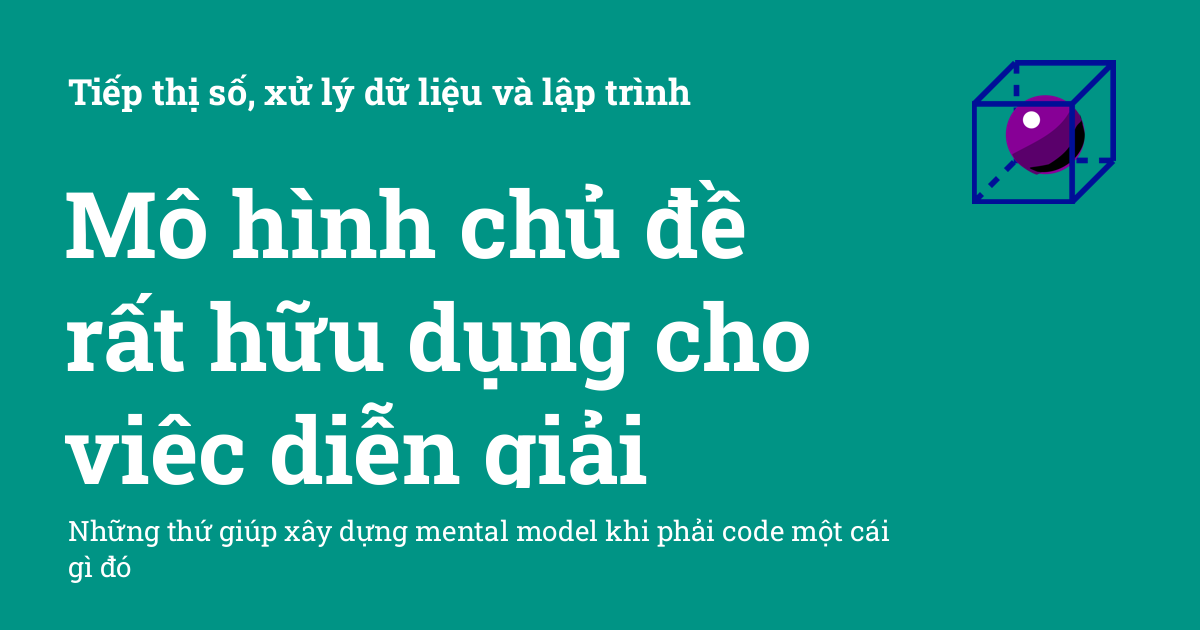 Tiếp thị số, xử lý dữ liệu và lập trình
Mô hình chủ đề
rất hữu dụng cho
việc diễn giải
Những thứ giúp xây dựng mental model khi phải code một cái
gì đó